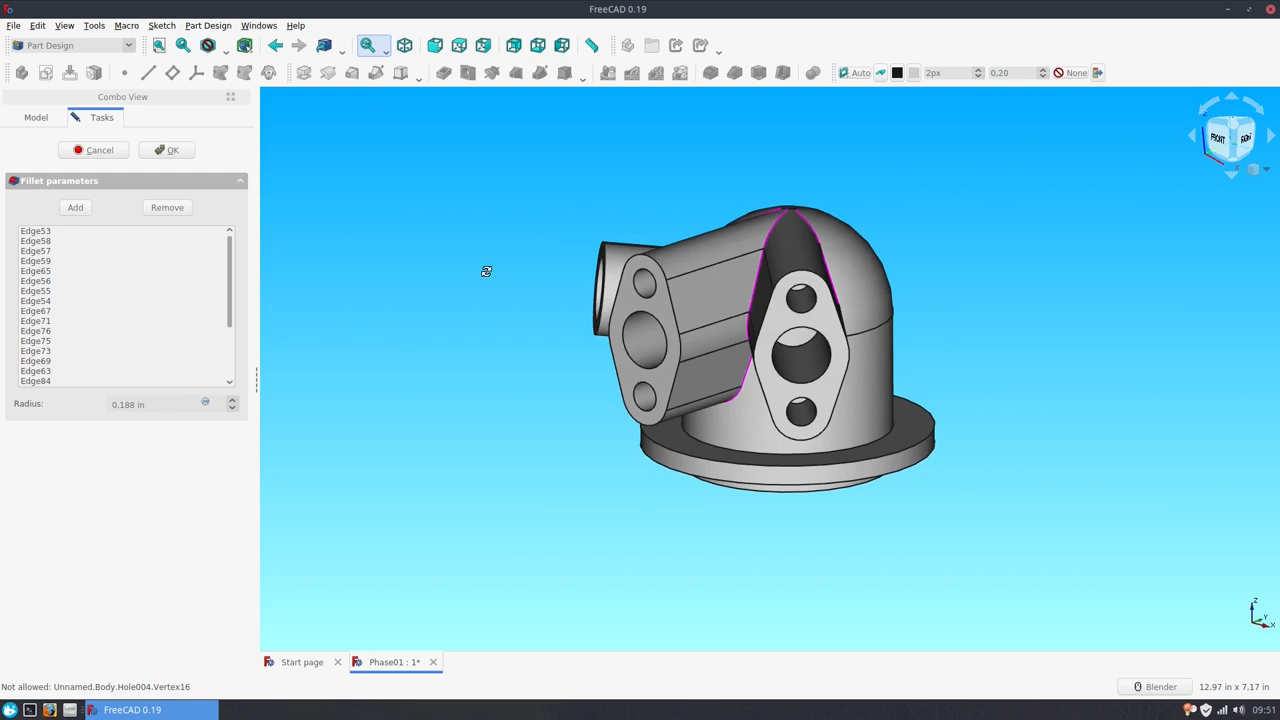 FreeCAD 0.19
File Edit View Tools Macro Sketch Part Design Windows Help
Part Design
Auto 2px 0,20 None
Combo View
Model Tasks
Cancel OK
Fillet parameters
Add Remove
Edge53
Edge58
Edge57
Edge59
Edge65
Edge56
Edge55
Edge54
Edge67
Edge71
Edge76
Edge75
Edge73
Edge69
Edge63
Edge84
Radius: 0,188 in
RIGHT
Z
Y
X
Start page Phase01 : 1*
Not allowed: Unnamed.Body.Hole004.Vertex16 Blender 12,97 in x 7,17 in
FreeCAD 0.19 09:51